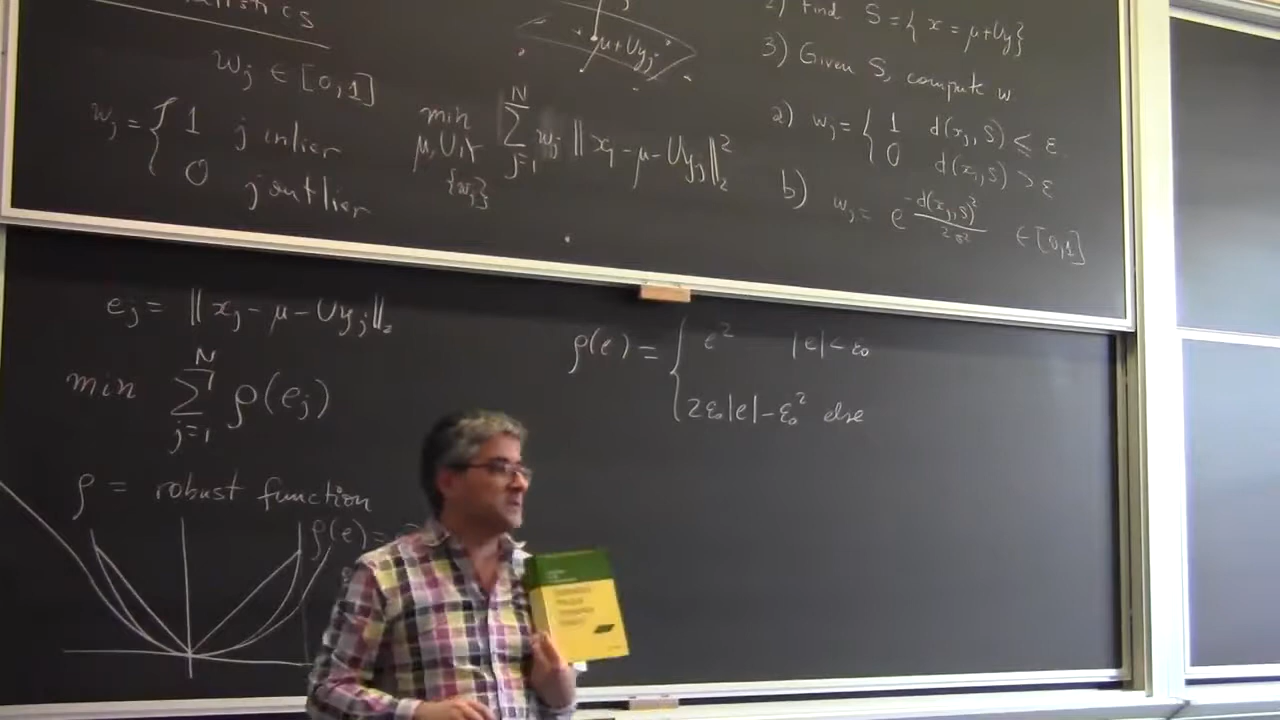 w_j ∈ [0,1]
w_j = { 1 j inlier
0 j outlier
min Σ_{j=1}^{N} w_j ‖x_j - μ - Uy_j‖_2^2
μ, U, Y
{w_j}
μ+Uy_j
2) Find S = { x = μ+Uy}
3) Given S, compute w
a) w_j = { 1 d(x_j, S) ≤ ε
0 d(x_j, S) > ε
b) w_j = e^{-d(x_j, S)^2 / 2σ^2} ∈ [0,1]
e_j = ‖x_j - μ - Uy_j‖_2
min Σ_{j=1}^{N} ρ(e_j)
ρ = robust function
ρ(e) =
ρ(e) = { e^2 |e| < ε_0
2ε_0|e| - ε_0^2 else